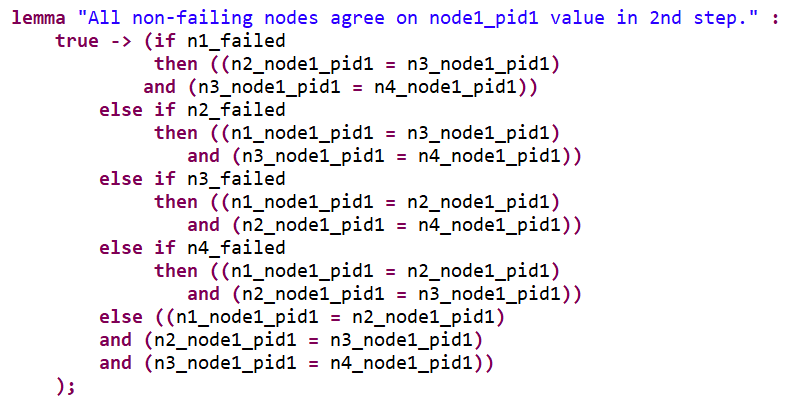 lemma "All non-failing nodes agree on node1_pid1 value in 2nd step." :
    true -> (if n1_failed
             then ((n2_node1_pid1 = n3_node1_pid1)
            and (n3_node1_pid1 = n4_node1_pid1))
        else if n2_failed
             then ((n1_node1_pid1 = n3_node1_pid1)
                and (n3_node1_pid1 = n4_node1_pid1))
        else if n3_failed
             then ((n1_node1_pid1 = n2_node1_pid1)
                and (n2_node1_pid1 = n4_node1_pid1))
        else if n4_failed
             then ((n1_node1_pid1 = n2_node1_pid1)
                and (n2_node1_pid1 = n3_node1_pid1))
        else ((n1_node1_pid1 = n2_node1_pid1)
        and (n2_node1_pid1 = n3_node1_pid1)
        and (n3_node1_pid1 = n4_node1_pid1))
    );